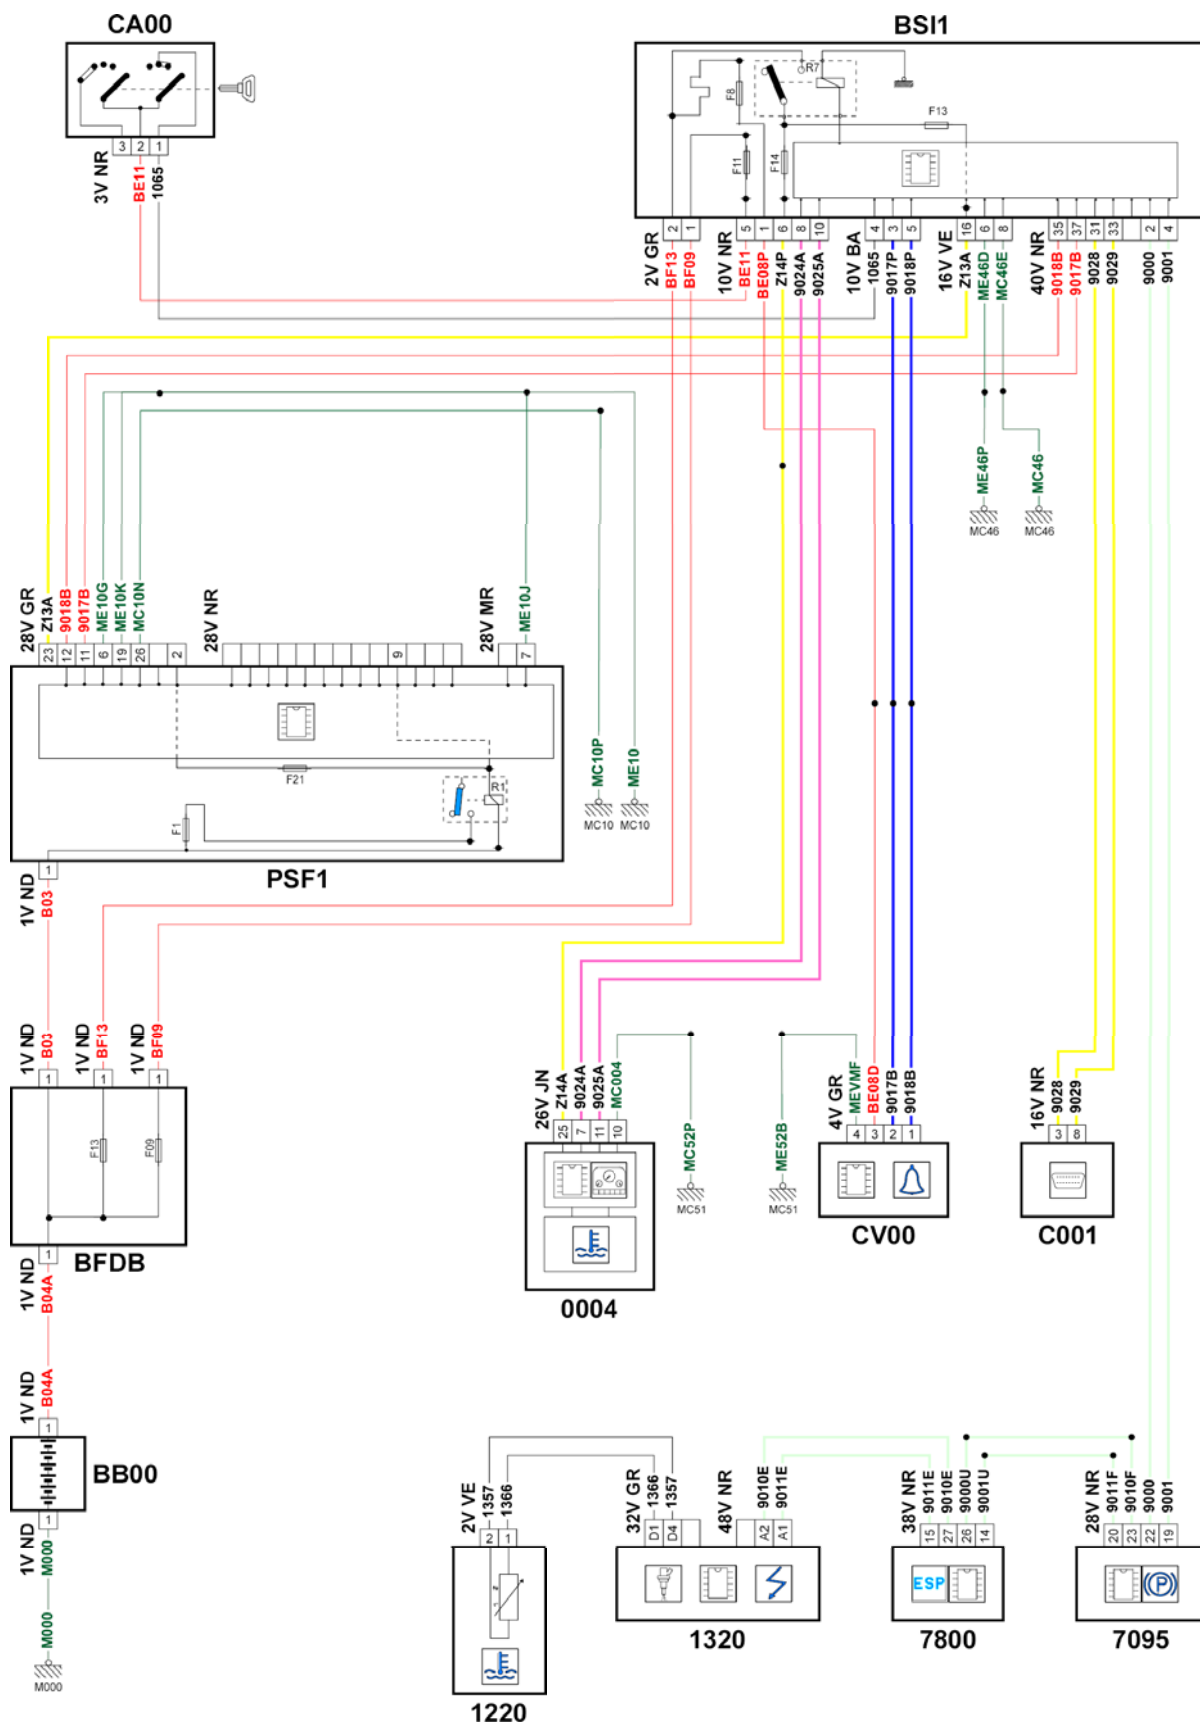 CA00
BSI1
R7
F8
F13
F11
F14
3 2 1
3V NR
BE11
1065
2 1 5 1 6 8 10 4 3 5 16 6 8 35 37 31 33 2 4
2V GR
BF13
BF09
10V NR
BE11
BE08P
Z14P
9024A
9025A
10V BA
1065
9017P
9018P
16V VE
Z13A
ME46D
MC46E
40V NR
9018B
9017B
9028
9029
9000
9001
ME46P
MC46
MC46
MC46
28V GR
Z13A
9018B
9017B
ME10G
ME10K
MC10N
28V NR
28V MR
ME10J
23 12 11 6 19 26 2 9 7
F21
R1
F1
MC10P
ME10
MC10
MC10
PSF1
1
1V ND
B03
1V ND
B03
1V ND
BF13
1V ND
BF09
1 1 1
F13
F09
BFDB
1
1V ND
B04A
26V JN
Z14A
9024A
9025A
MC004
25 7 11 10
MC52P
MC51
0004
ME52B
MC51
4V GR
MEVMF
BE08D
9017B
9018B
4 3 2 1
CV00
16V NR
9028
9029
3 8
C001
1V ND
B04A
1
BB00
1
1V ND
M000
M000
M000
2V VE
1357
1366
2 1
1220
32V GR
1366
1357
48V NR
9010E
9011E
D1 D4 A2 A1
1320
38V NR
9011E
9010E
9000U
9001U
15 27 26 14
ESP
7800
28V NR
9011F
9010F
9000
9001
20 23 22 19
P
7095